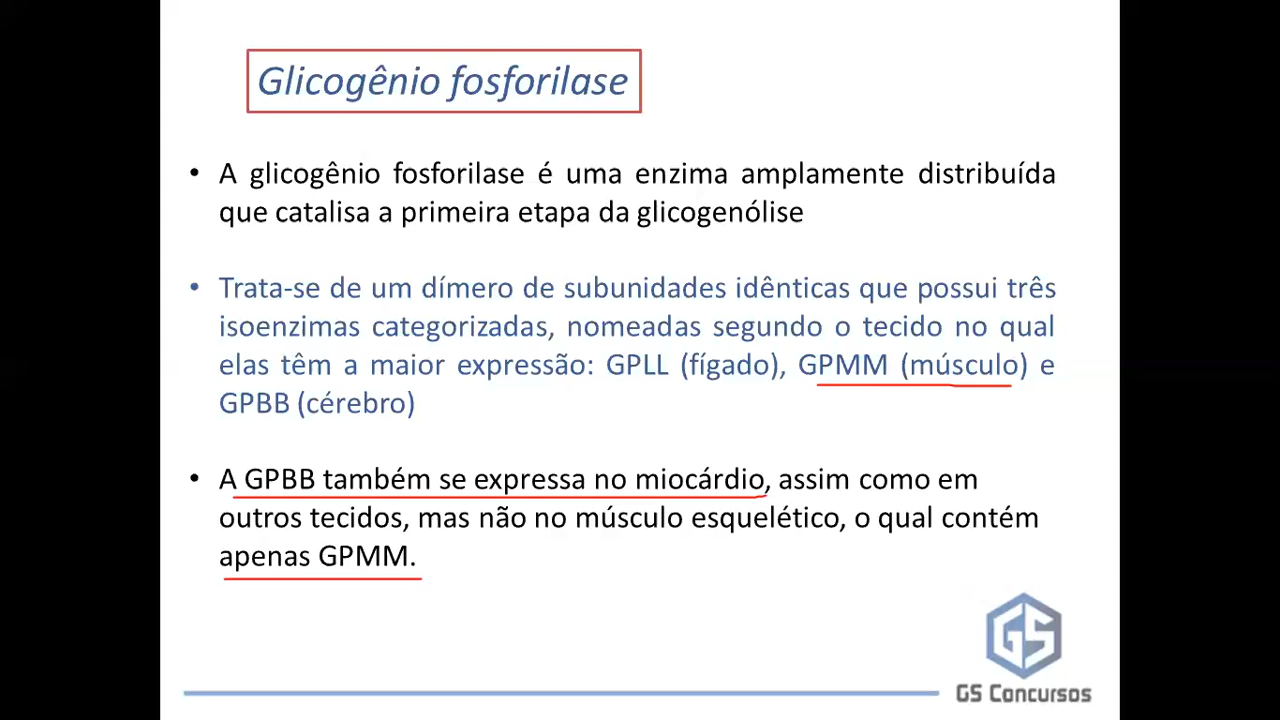 Glicogênio fosforilase
• A glicogênio fosforilase é uma enzima amplamente distribuída
que catalisa a primeira etapa da glicogenólise
• Trata-se de um dímero de subunidades idênticas que possui três
isoenzimas categorizadas, nomeadas segundo o tecido no qual
elas têm a maior expressão: GPLL (fígado), GPMM (músculo) e
GPBB (cérebro)
• A GPBB também se expressa no miocárdio, assim como em
outros tecidos, mas não no músculo esquelético, o qual contém
apenas GPMM.
GS
GS Concursos